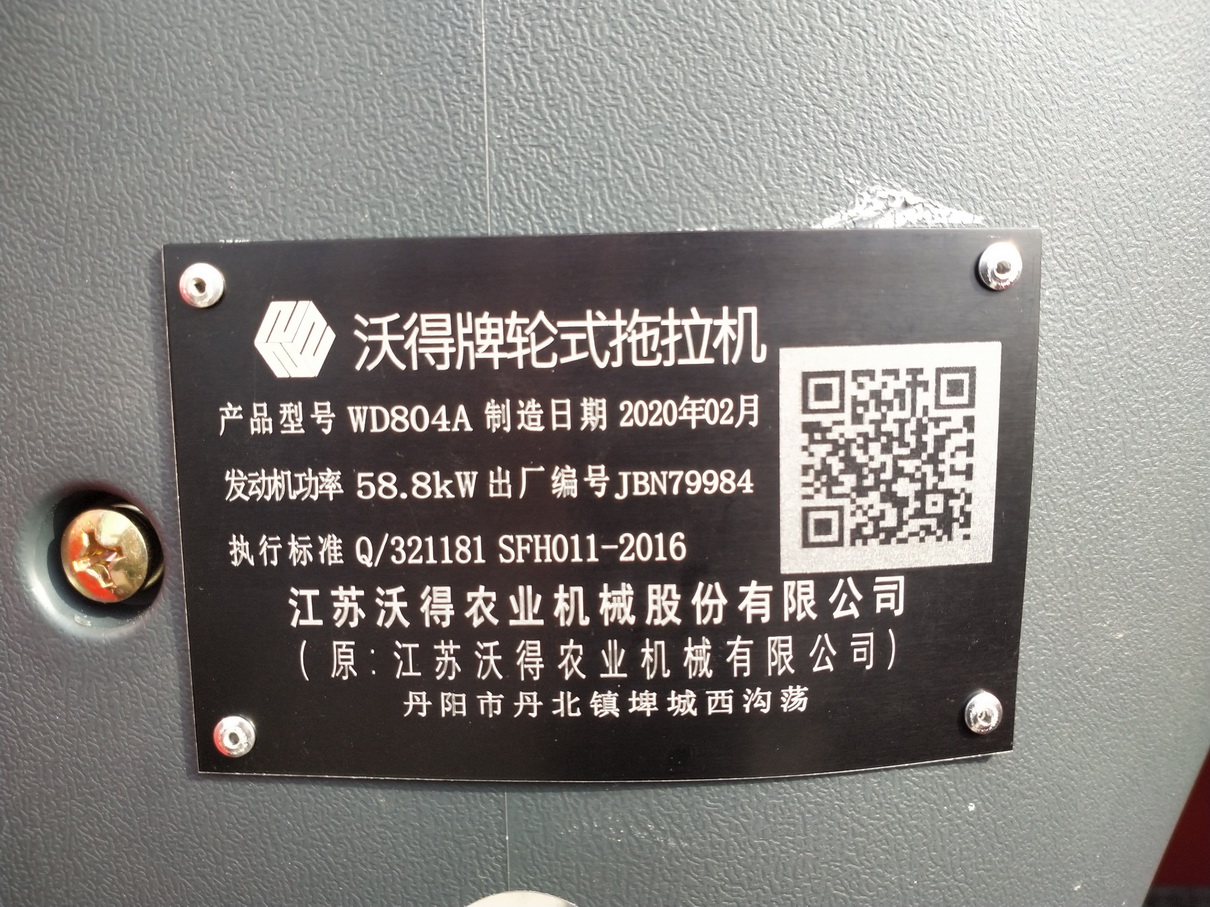 沃得牌轮式拖拉机
产品型号 WD804A 制造日期 2020年02月
发动机功率 58.8kW 出厂编号 JBN79984
执行标准 Q/321181 SFH011-2016
江苏沃得农业机械股份有限公司
(原:江苏沃得农业机械有限公司)
丹阳市丹北镇埤城西沟荡